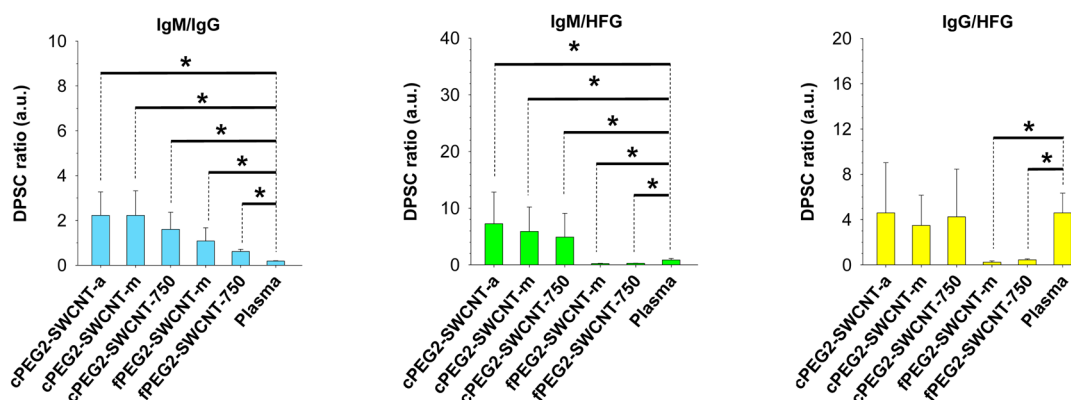 IgM/IgG
DPSC ratio (a.u.)
10
8
6
4
2
0
*
*
*
*
*
cPEG2-SWCNT-a
cPEG2-SWCNT-m
cPEG2-SWCNT-750
fPEG2-SWCNT-m
fPEG2-SWCNT-750
Plasma
IgM/HFG
DPSC ratio (a.u.)
40
30
20
10
0
*
*
*
*
*
cPEG2-SWCNT-a
cPEG2-SWCNT-m
cPEG2-SWCNT-750
fPEG2-SWCNT-m
fPEG2-SWCNT-750
Plasma
IgG/HFG
DPSC ratio (a.u.)
20
16
12
8
4
0
*
*
cPEG2-SWCNT-a
cPEG2-SWCNT-m
cPEG2-SWCNT-750
fPEG2-SWCNT-m
fPEG2-SWCNT-750
Plasma